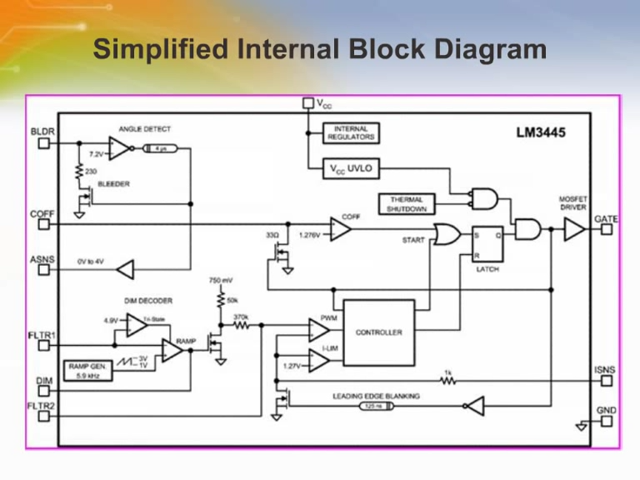 Simplified Internal Block Diagram
VCC
BLDR
ANGLE DETECT
INTERNAL
REGULATORS
LM3445
7.2V
4 µs
230
VCC UVLO
BLEEDER
THERMAL
SHUTDOWN
MOSFET
DRIVER
COFF
COFF
GATE
33Ω
1.276V
START
S
Q
R
LATCH
ASNS
0V to 4V
750 mV
50k
DIM DECODER
4.9V
Tri-State
370k
PWM
CONTROLLER
FLTR1
RAMP
I-LIM
RAMP GEN.
5.9 kHz
3V
1V
1.27V
1k
ISNS
DIM
LEADING EDGE BLANKING
125 ns
FLTR2
GND